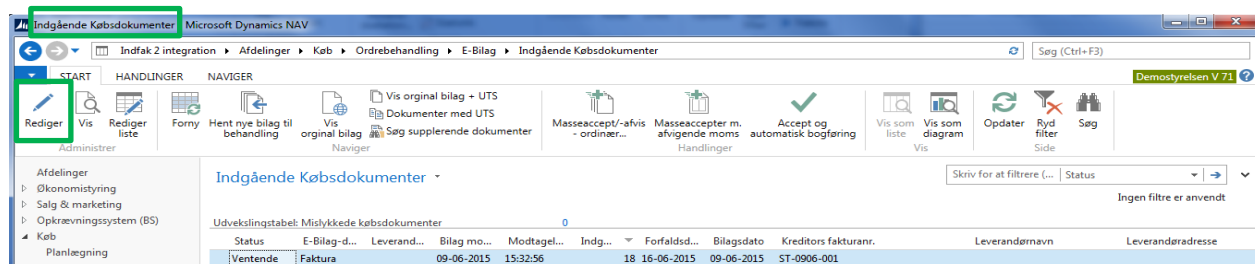 Indgående Købsdokumenter Microsoft Dynamics NAV
Indfak 2 integration ▸ Afdelinger ▸ Køb ▸ Ordrebehandling ▸ E-Bilag ▸ Indgående Købsdokumenter
Søg (Ctrl+F3)
START HANDLINGER NAVIGER
Demostyrelsen V 71
Rediger
Vis
Rediger
liste
Administrer
Forny
Hent nye bilag til
behandling
Vis
orginal bilag
Vis orginal bilag + UTS
Dokumenter med UTS
Søg supplerende dokumenter
Naviger
Masseaccept/-afvis
- ordinær...
Masseaccepter m.
afvigende moms
Accept og
automatisk bogføring
Handlinger
Vis som
liste
Vis som
diagram
Vis
Opdater
Ryd
filter
Søg
Side
Afdelinger
Økonomistyring
Salg & marketing
Opkrævningssystem (BS)
Køb
Planlægning
Indgående Købsdokumenter
Skriv for at filtrere (... Status
Ingen filtre er anvendt
Udvekslingstabel: Mislykkede købsdokumenter 0
Status E-Bilag-d... Leverand... Bilag mo... Modtagel... Indg... Forfaldsd... Bilagsdato Kreditors fakturanr. Leverandørnavn Leverandøradresse
Ventende Faktura 09-06-2015 15:32:56 18 16-06-2015 09-06-2015 ST-0906-001